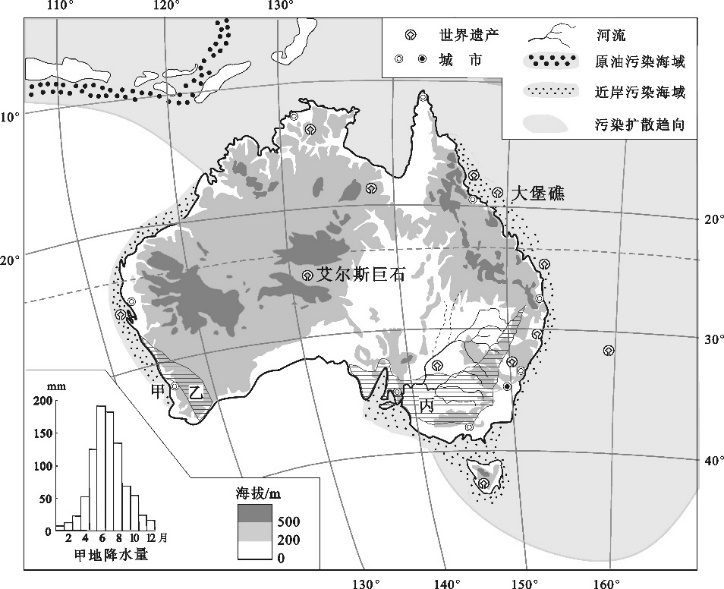 110°
120°
130°
世界遗产
河流
城 市
原油污染海域
近岸污染海域
污染扩散趋向
10°
大堡礁
20°
20°
艾尔斯巨石
30°
甲
乙
丙
mm
200
150
100
50
0
2 4 6 8 10 12 月
甲地降水量
海拔/m
500
200
0
40°
130°
140°
150°
160°